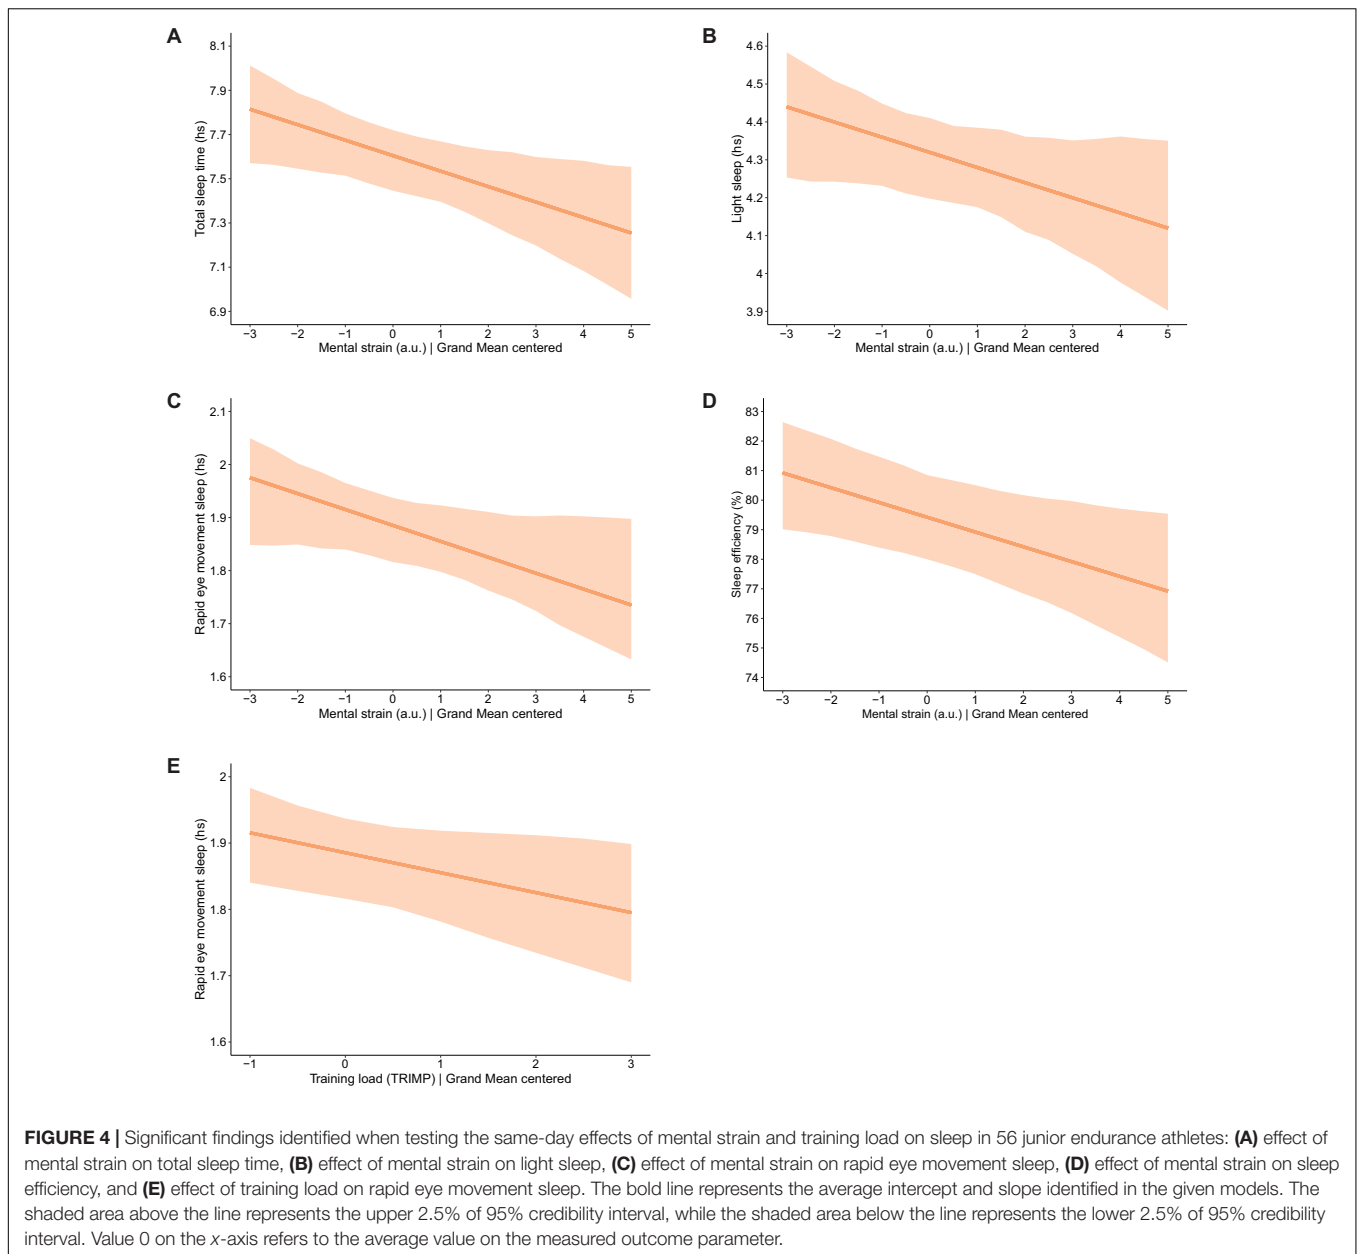 A
B
8.1
7.9
7.7
7.5
7.3
7.1
6.9
Total sleep time (hs)
−3 −2 −1 0 1 2 3 4 5
Mental strain (a.u.) | Grand Mean centered
4.6
4.5
4.4
4.3
4.2
4.1
4
3.9
Light sleep (hs)
−3 −2 −1 0 1 2 3 4 5
Mental strain (a.u.) | Grand Mean centered
C
D
2.1
2
1.9
1.8
1.7
1.6
Rapid eye movement sleep (hs)
−3 −2 −1 0 1 2 3 4 5
Mental strain (a.u.) | Grand Mean centered
83
82
81
80
79
78
77
76
75
74
Sleep efficiency (%)
−3 −2 −1 0 1 2 3 4 5
Mental strain (a.u.) | Grand Mean centered
E
2
1.9
1.8
1.7
1.6
Rapid eye movement sleep (hs)
−1 0 1 2 3
Training load (TRIMP) | Grand Mean centered
FIGURE 4 | Significant findings identified when testing the same-day effects of mental strain and training load on sleep in 56 junior endurance athletes: (A) effect of
mental strain on total sleep time, (B) effect of mental strain on light sleep, (C) effect of mental strain on rapid eye movement sleep, (D) effect of mental strain on sleep
efficiency, and (E) effect of training load on rapid eye movement sleep. The bold line represents the average intercept and slope identified in the given models. The
shaded area above the line represents the upper 2.5% of 95% credibility interval, while the shaded area below the line represents the lower 2.5% of 95% credibility
interval. Value 0 on the x-axis refers to the average value on the measured outcome parameter.